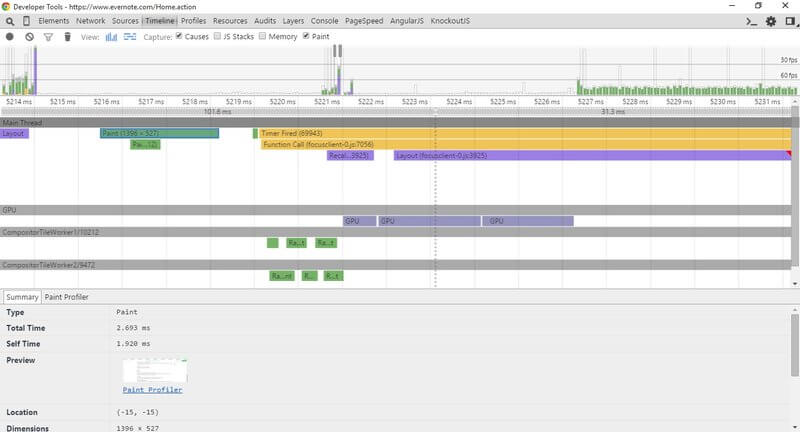 Developer Tools - https://www.evernote.com/Home.action
Elements Network Sources Timeline Profiles Resources Audits Layers Console PageSpeed AngularJS KnockoutJS
View: Capture: Causes JS Stacks Memory Paint
30 fps
60 fps
5214 ms 5215 ms 5216 ms 5217 ms 5218 ms 5219 ms 5220 ms 5221 ms 5222 ms 5223 ms 5224 ms 5226 ms 5228 ms 5229 ms 5230 ms 5231 ms
101.6 ms 31.3 ms
Main Thread
Layout Paint (1396 × 527) Timer Fired (69943)
Pai...12) Function Call (focusclient-0.js:7056)
Recal...3925) Layout (focusclient-0.js:3925)
GPU
GPU GPU GPU
CompositorTileWorker1/10212
Ra...t Ra...t
CompositorTileWorker2/9472
Ra...nt R... R...t
Summary Paint Profiler
Type Paint
Total Time 2.693 ms
Self Time 1.920 ms
Preview
Paint Profiler
Location (-15, -15)
Dimensions 1396 × 527